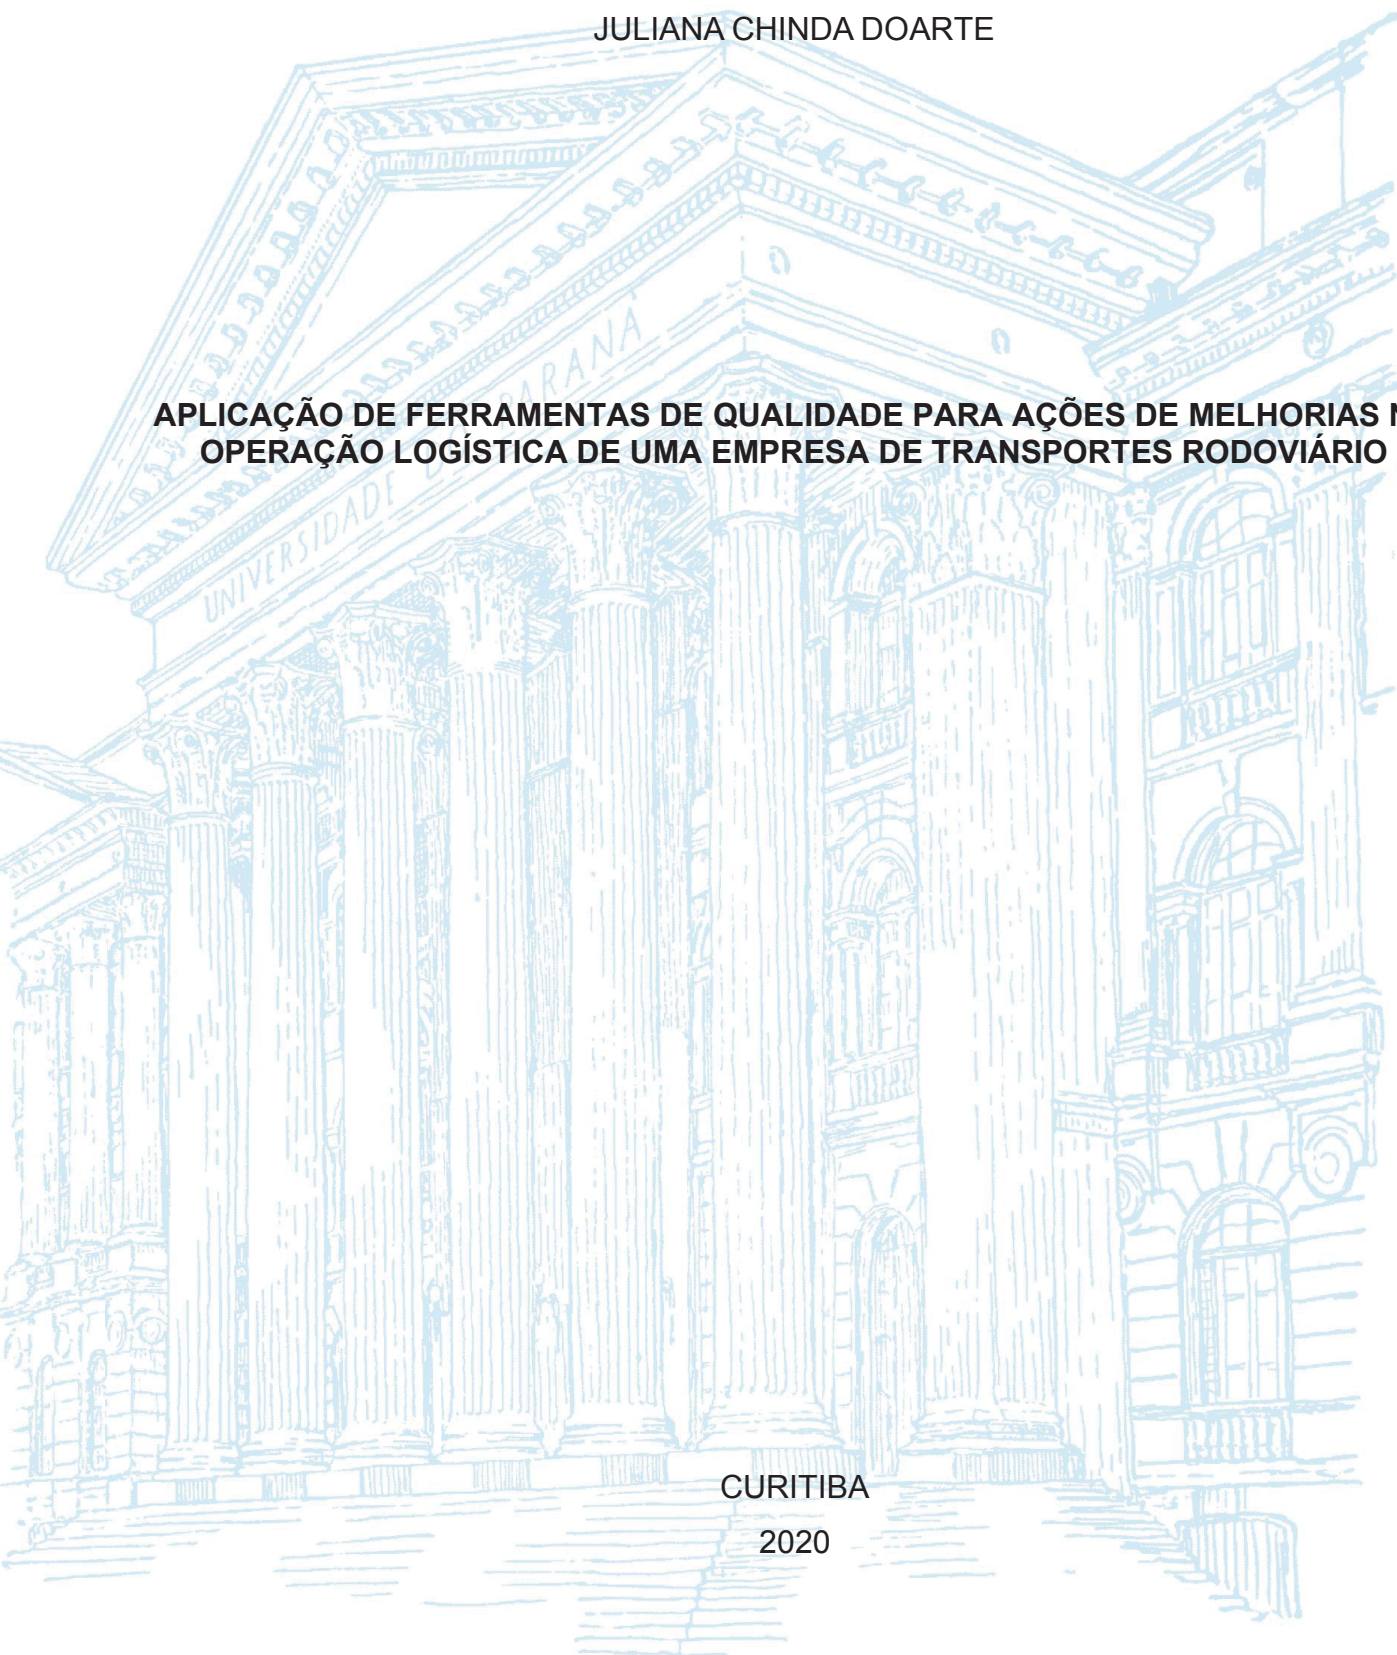 JULIANA CHINDA DOARTE
UNIVERSIDADE PARANÁ
APLICAÇÃO DE FERRAMENTAS DE QUALIDADE PARA AÇÕES DE MELHORIAS
OPERAÇÃO LOGÍSTICA DE UMA EMPRESA DE TRANSPORTES RODOVIÁRIO
CURITIBA
2020